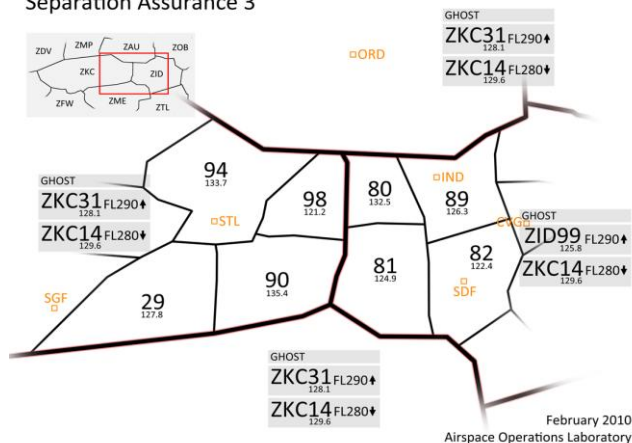 Separation Assurance 3
ZDV
ZMP
ZAU
ZOB
ZKC
ZID
ZFW
ZME
ZTL
ORD
GHOST
ZKC31 FL290⬆
128.1
ZKC14 FL280⬇
129.6
94
133.7
98
121.2
80
132.5
IND
89
126.3
GHOST
ZKC31 FL290⬆
128.1
ZKC14 FL280⬇
129.6
STL
CVG
GHOST
ZID99 FL290⬆
125.8
ZKC14 FL280⬇
129.6
82
122.4
SDF
81
124.9
90
135.4
SGF
29
127.8
GHOST
ZKC31 FL290⬆
128.1
ZKC14 FL280⬇
129.6
February 2010
Airspace Operations Laboratory